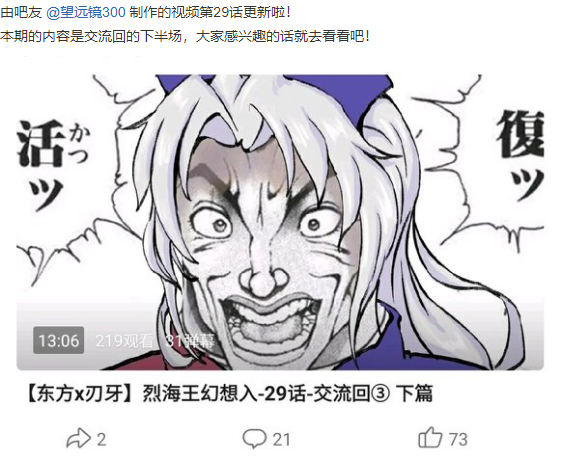 由吧友 @望远镜300 制作的视频第29话更新啦！
本期的内容是交流回的下半场，大家感兴趣的话就去看看吧！
復ッ
活ッ
かつ
13:06 219观看 31弹幕
【东方x刃牙】烈海王幻想入-29话-交流回③ 下篇
2 21 73